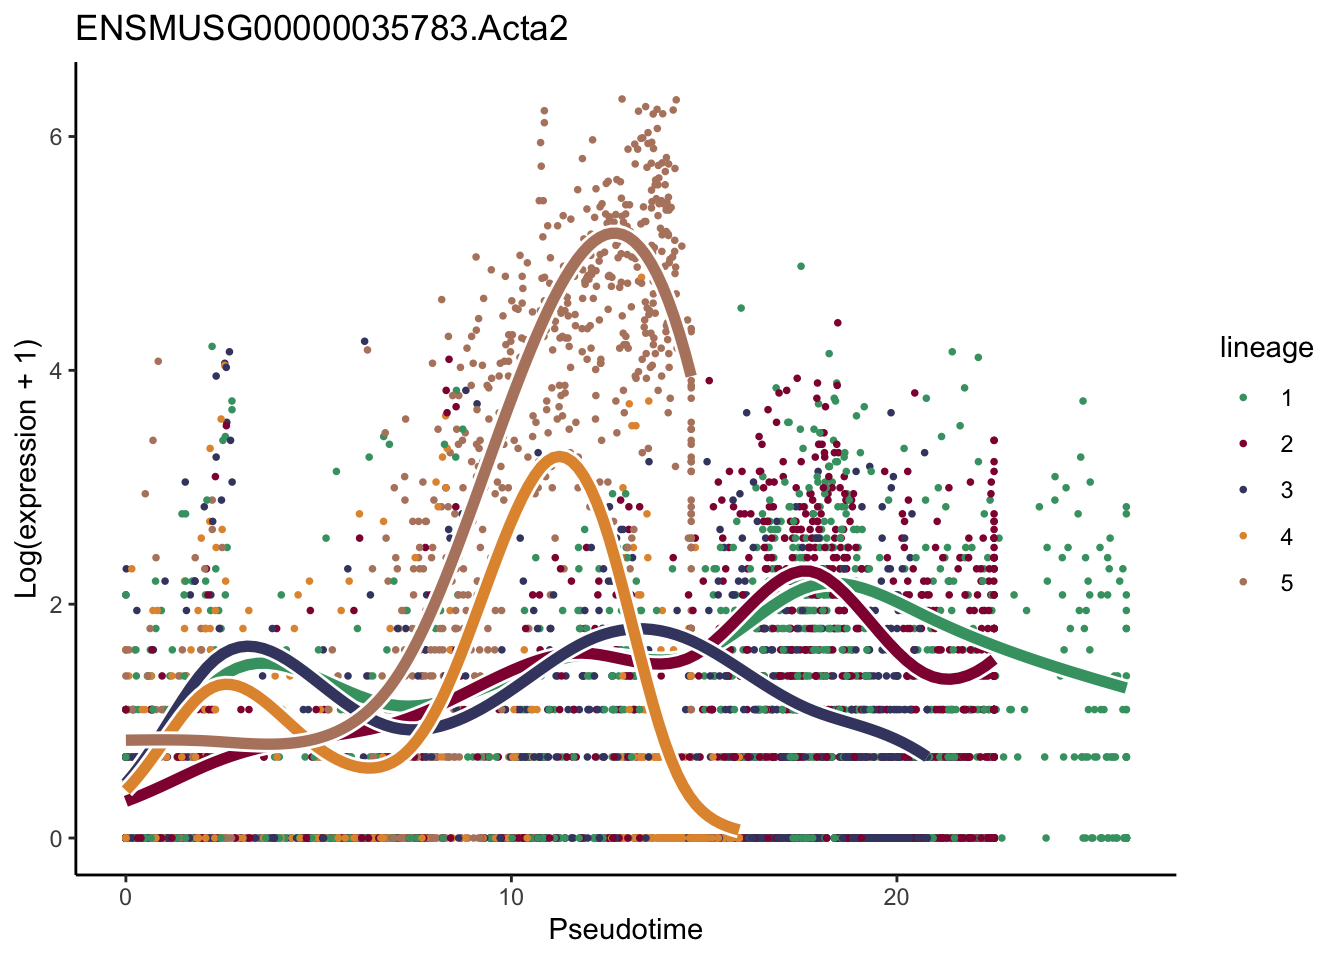 ENSMUSG00000035783.Acta2
Log(expression + 1)
6
4
2
0
0 10 20
Pseudotime
lineage
1
2
3
4
5